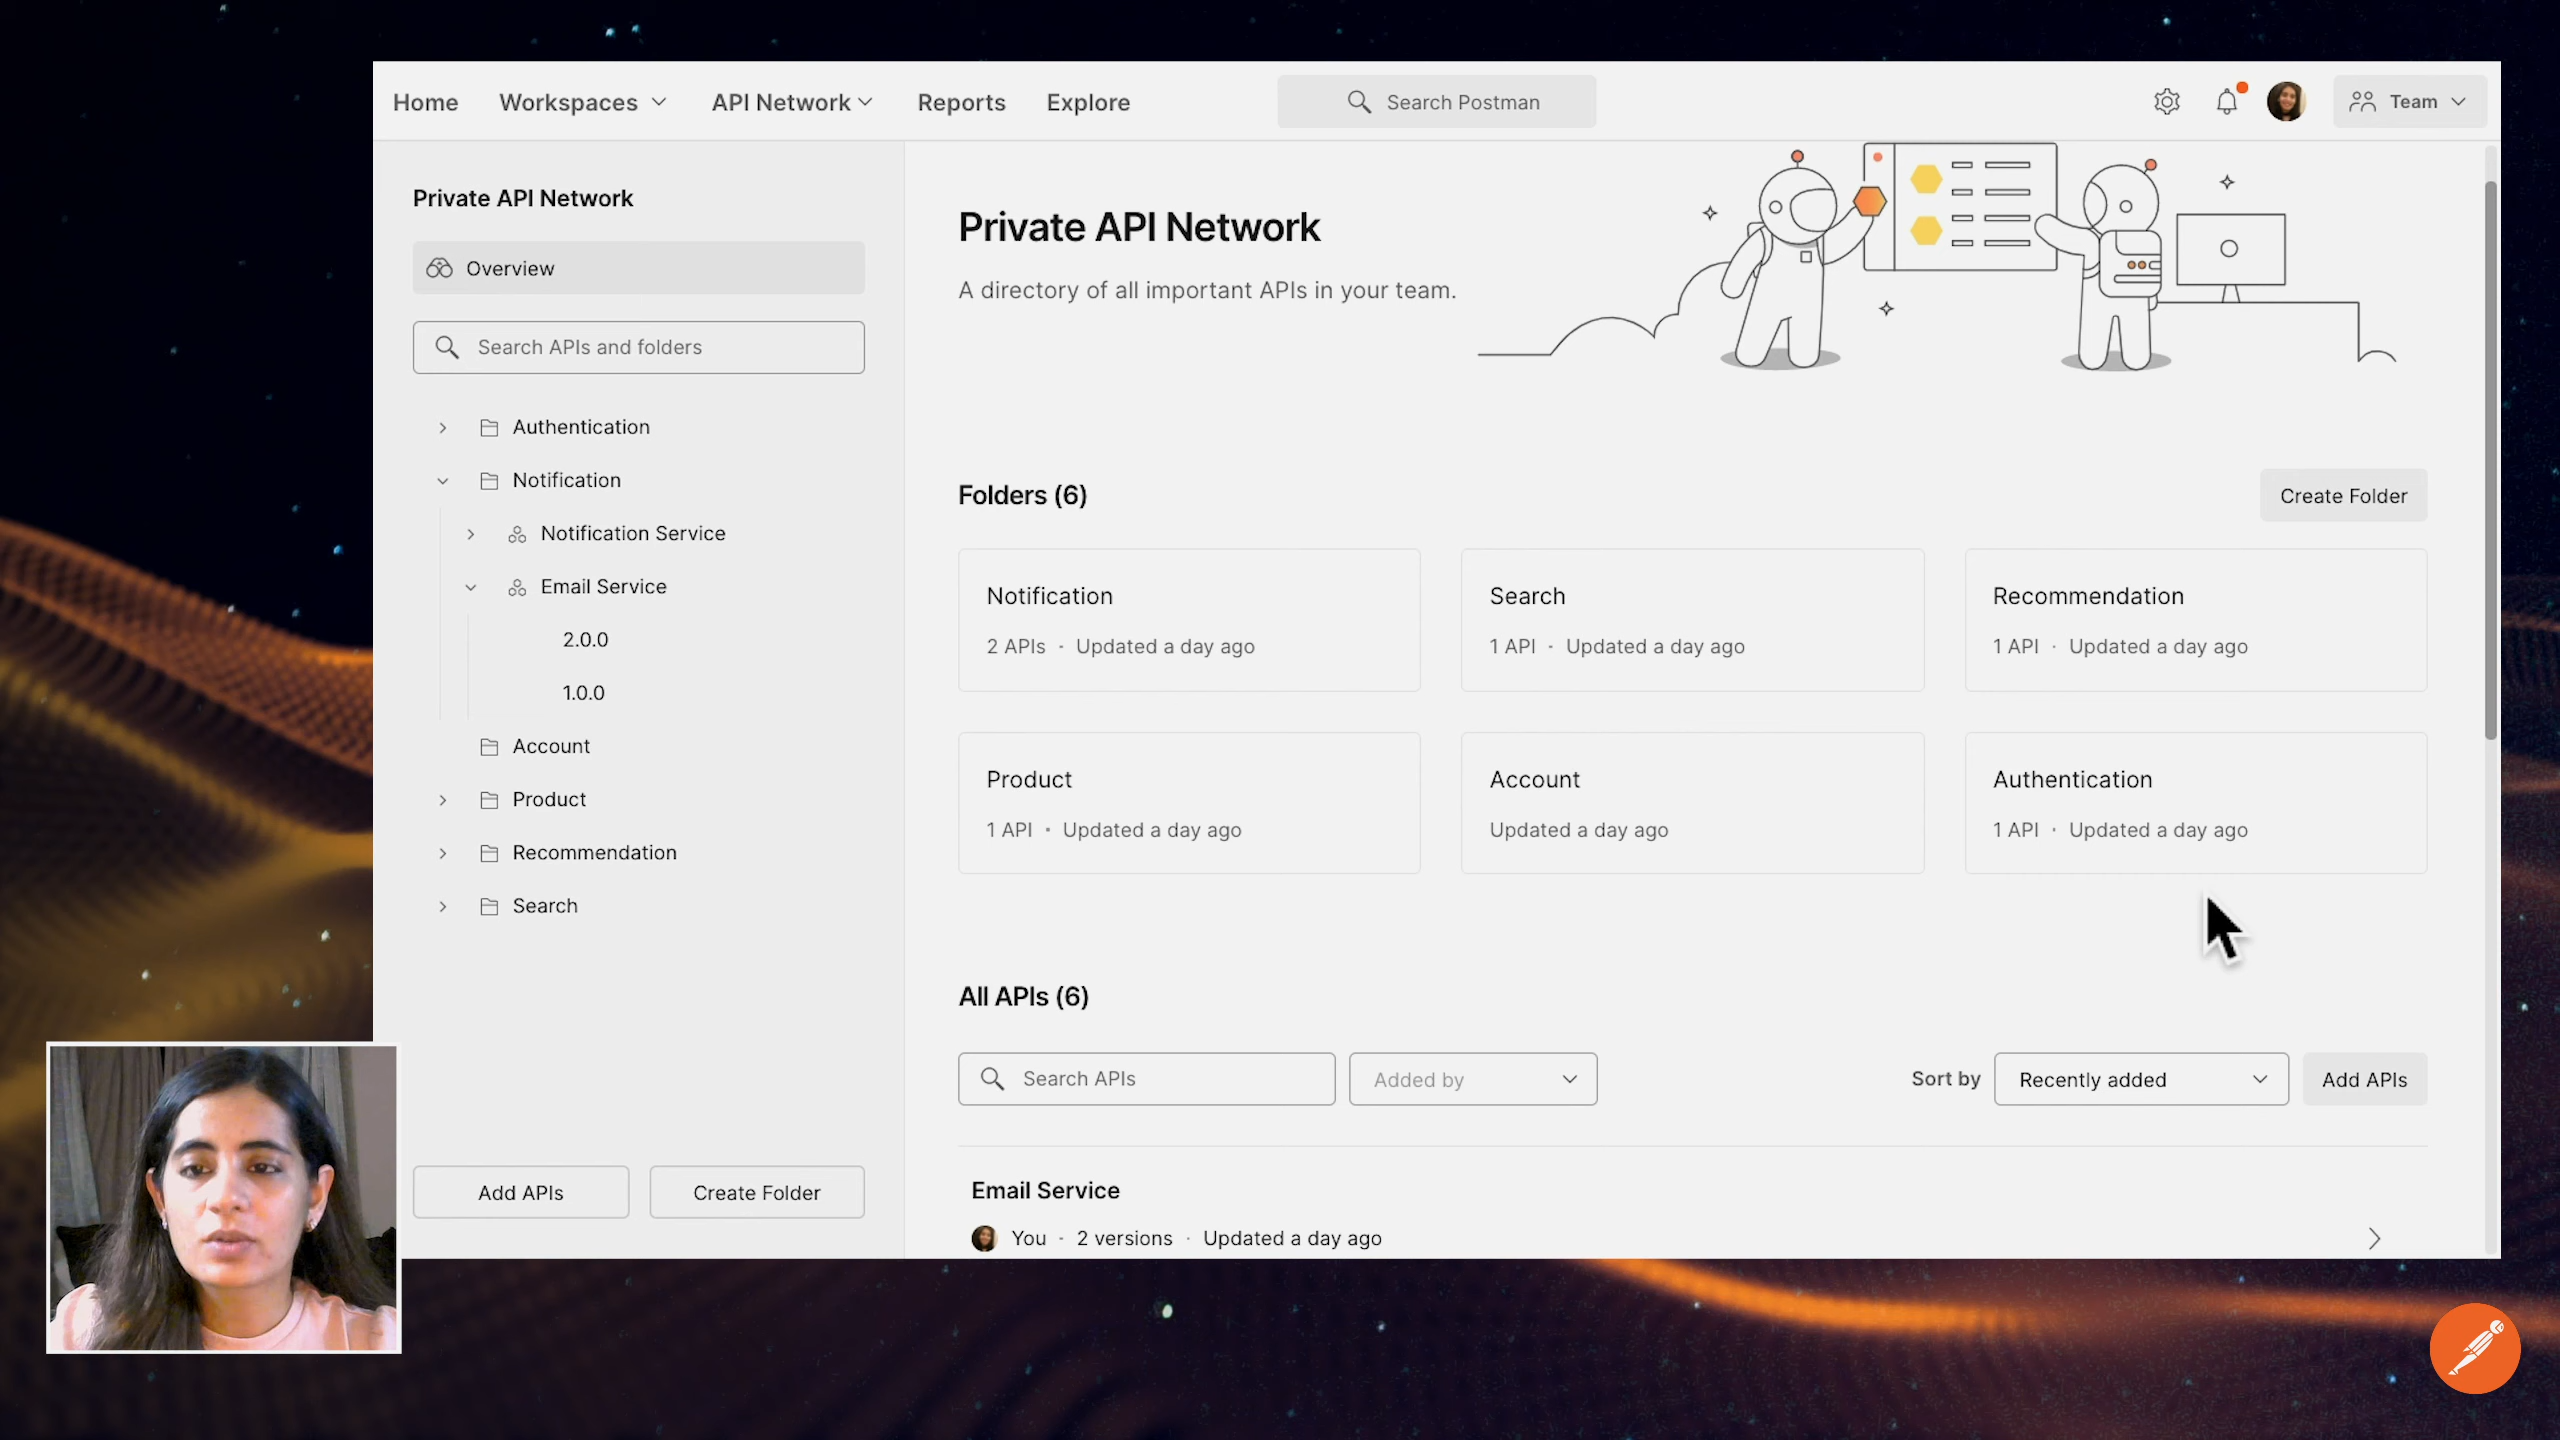 Home Workspaces API Network Reports Explore Search Postman Team
Private API Network
Overview
Search APIs and folders
Authentication
Notification
Notification Service
Email Service
2.0.0
1.0.0
Account
Product
Recommendation
Search
Add APIs Create Folder
Private API Network
A directory of all important APIs in your team.
Folders (6) Create Folder
Notification
2 APIs · Updated a day ago
Search
1 API · Updated a day ago
Recommendation
1 API · Updated a day ago
Product
1 API · Updated a day ago
Account
Updated a day ago
Authentication
1 API · Updated a day ago
All APIs (6)
Search APIs Added by Sort by Recently added Add APIs
Email Service
You · 2 versions · Updated a day ago